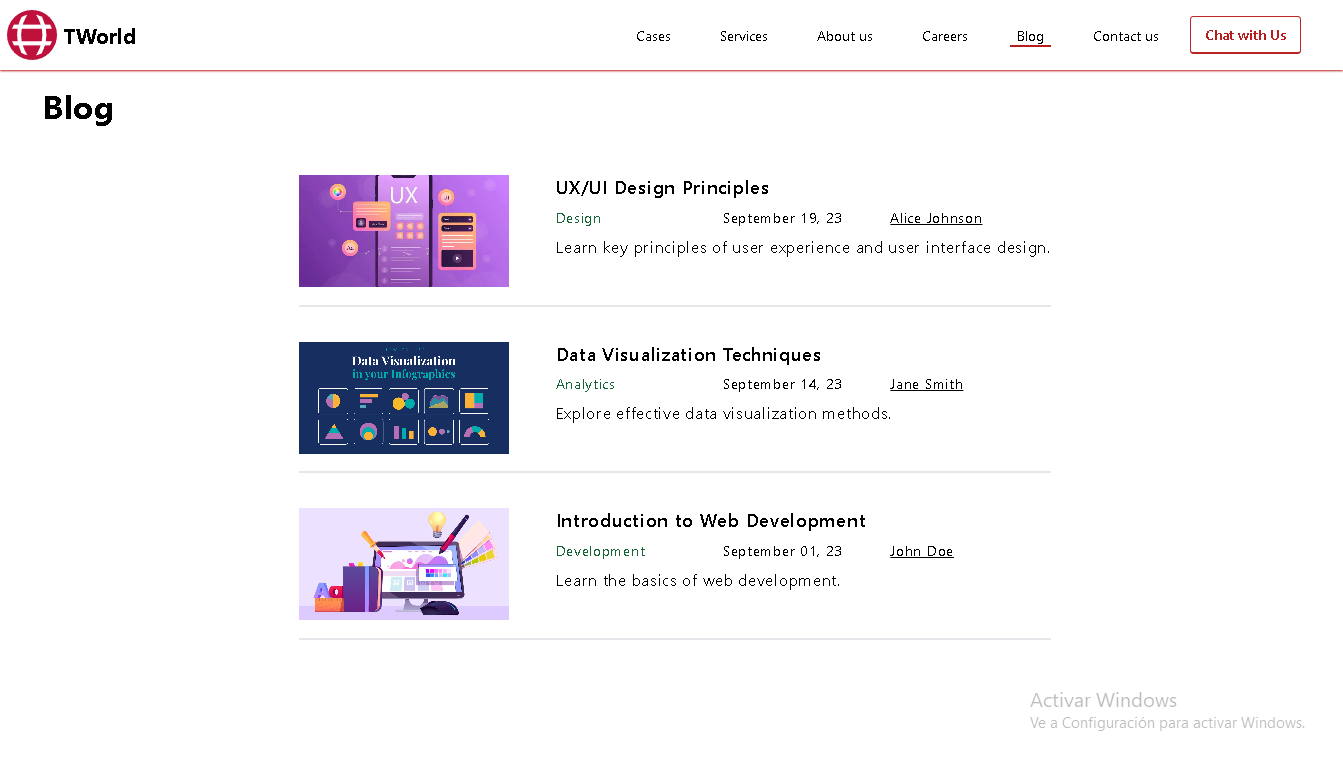 TWorld
Cases Services About us Careers Blog Contact us Chat with Us
Blog
UX
UX/UI Design Principles
Design September 19, 23 Alice Johnson
Learn key principles of user experience and user interface design.
Data Visualization
in your Infographics
Data Visualization Techniques
Analytics September 14, 23 Jane Smith
Explore effective data visualization methods.
Introduction to Web Development
Development September 01, 23 John Doe
Learn the basics of web development.
Activar Windows
Ve a Configuración para activar Windows.